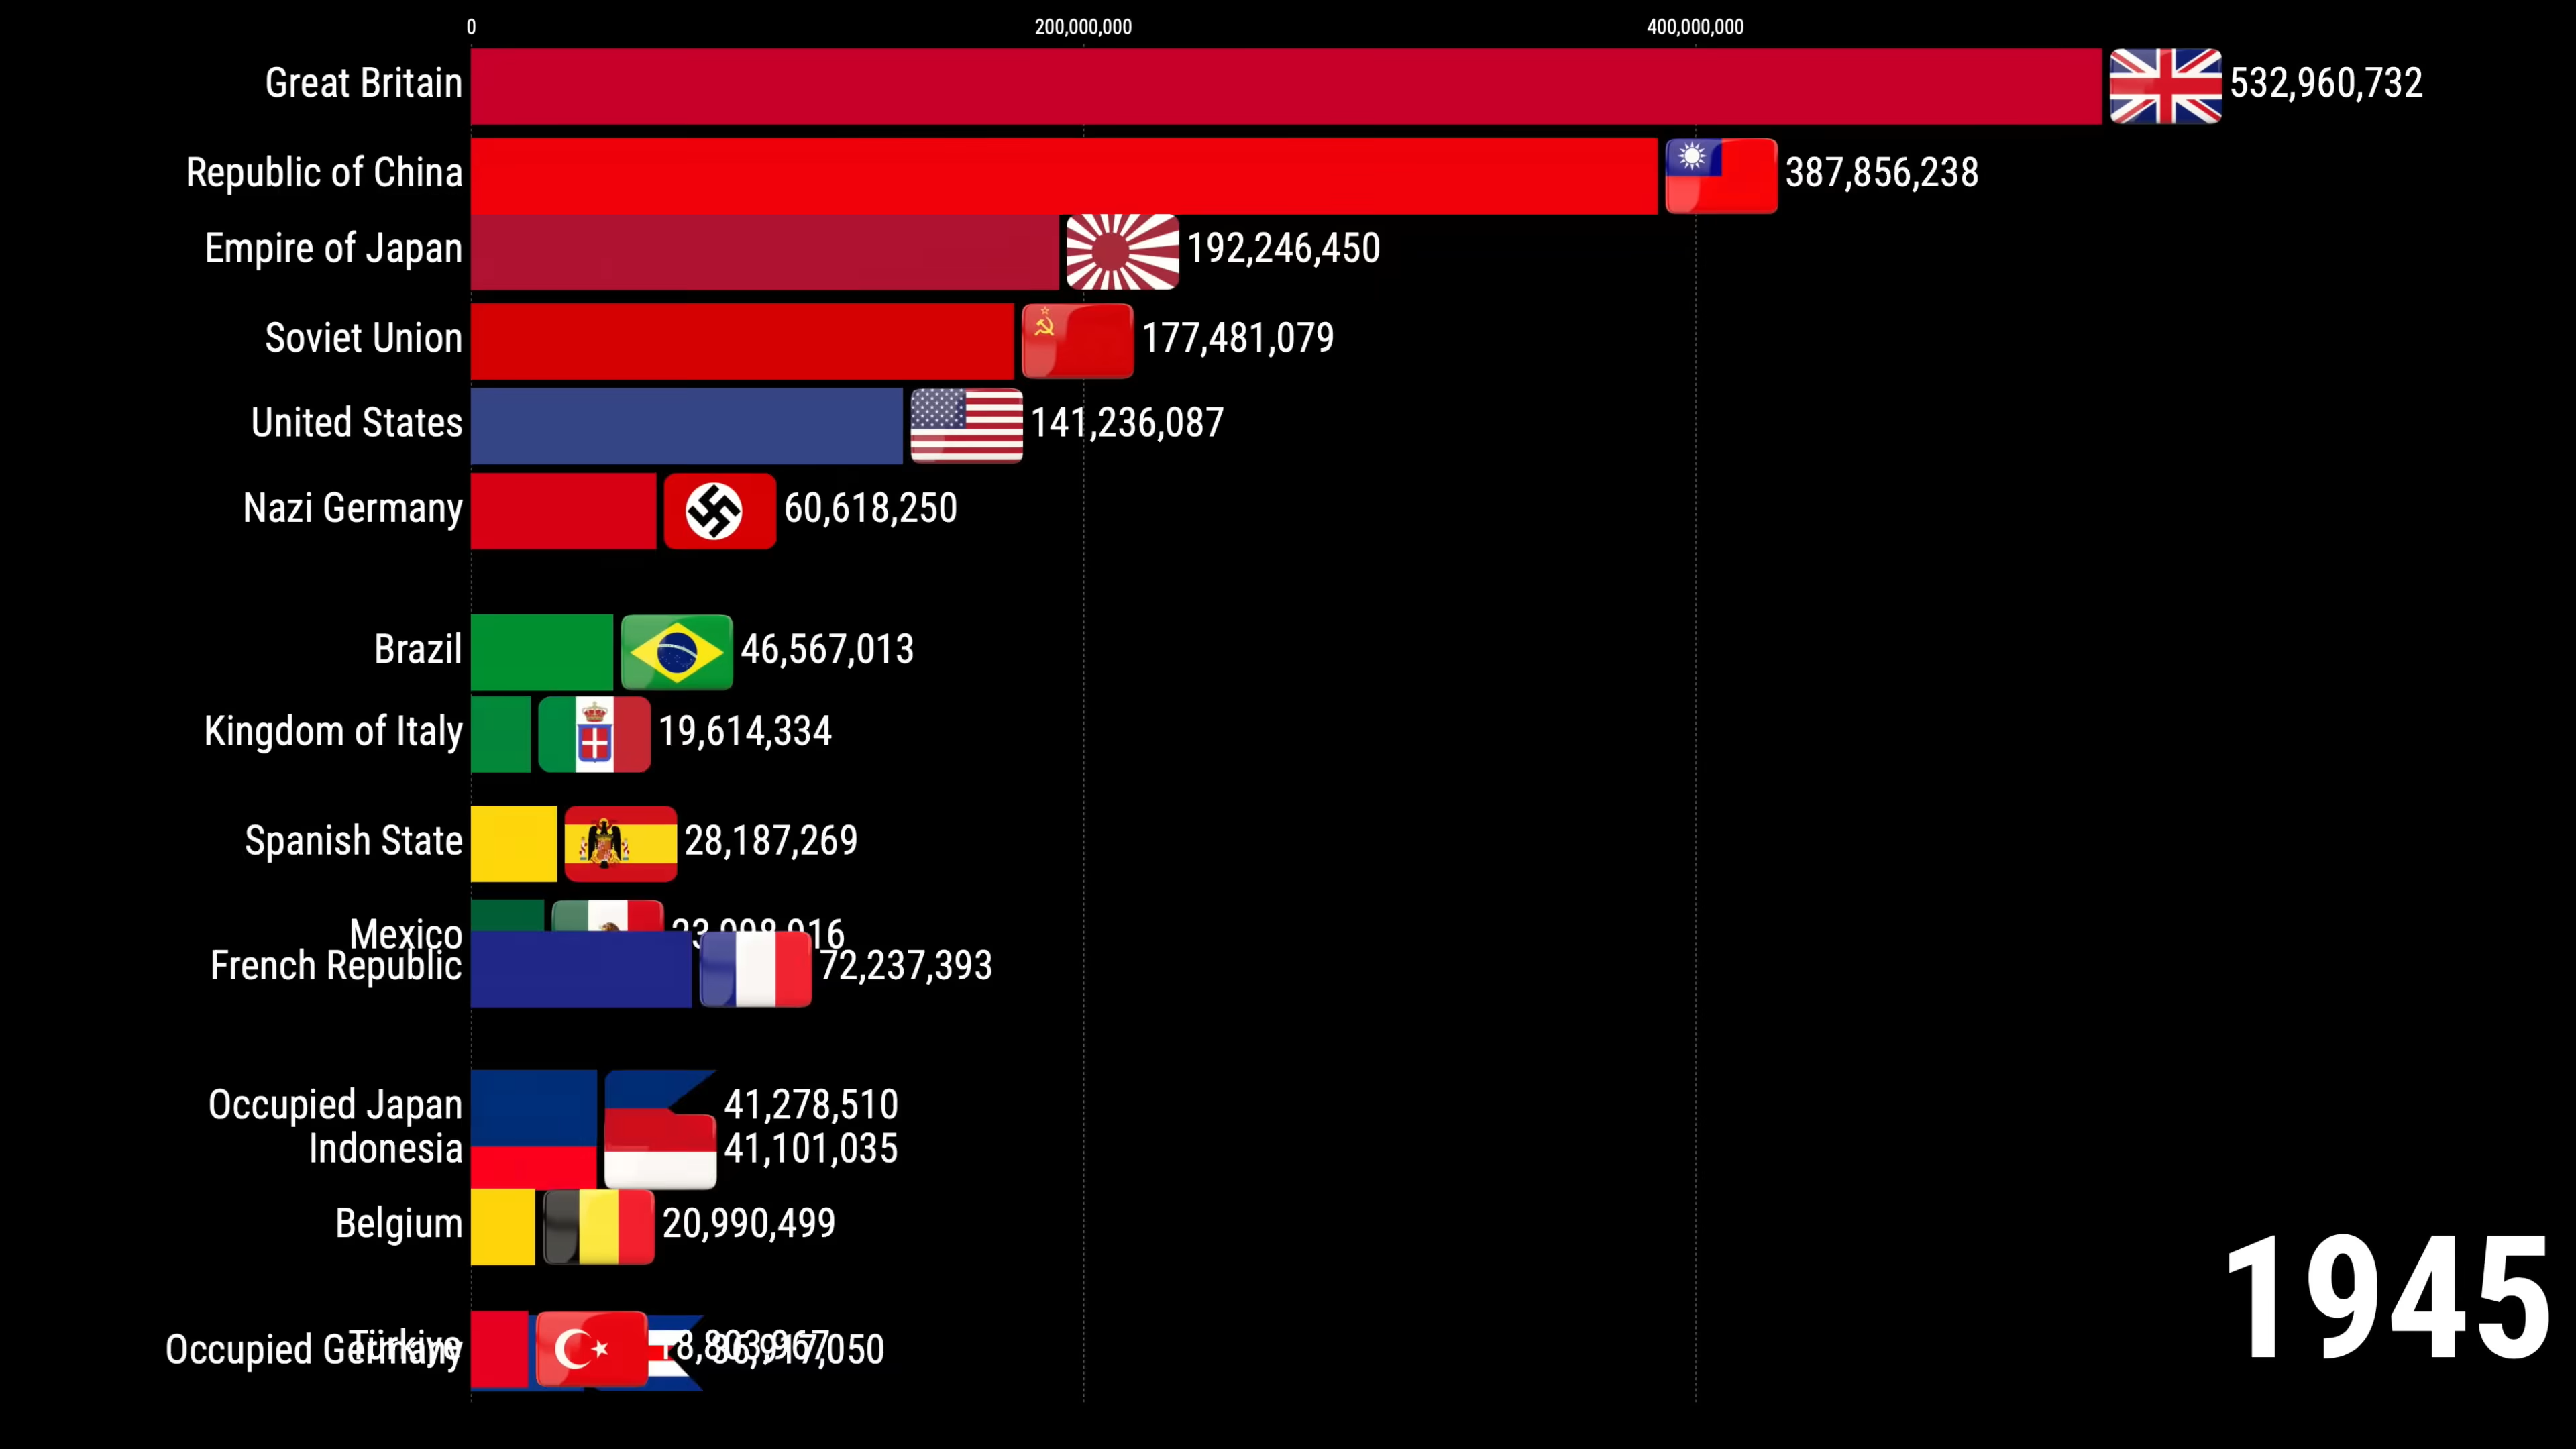 0 200,000,000 400,000,000
Great Britain 532,960,732
Republic of China 387,856,238
Empire of Japan 192,246,450
Soviet Union 177,481,079
United States 141,236,087
Nazi Germany 60,618,250
Brazil 46,567,013
Kingdom of Italy 19,614,334
Spanish State 28,187,269
Mexico
French Republic 72,237,393
Occupied Japan 41,278,510
Indonesia 41,101,035
Belgium 20,990,499
Türkiye
Occupied Germany
1945